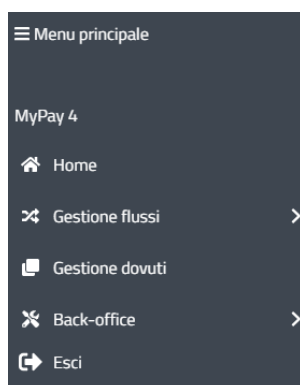 Menu principale
MyPay 4
Home
Gestione flussi
Gestione dovuti
Back-office
Esci